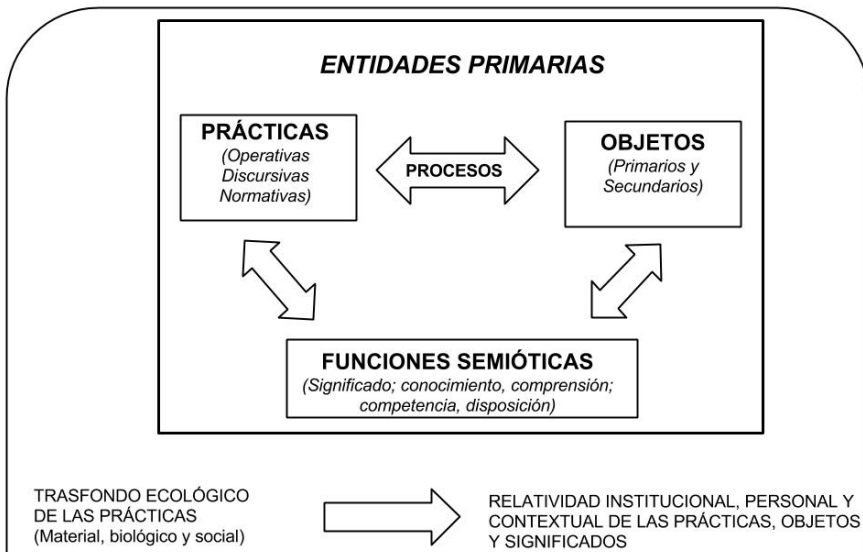 ENTIDADES PRIMARIAS
PRÁCTICAS
(Operativas
Discursivas
Normativas)
PROCESOS
OBJETOS
(Primarios y
Secundarios)
FUNCIONES SEMIÓTICAS
(Significado; conocimiento, comprensión;
competencia, disposición)
TRASFONDO ECOLÓGICO
DE LAS PRÁCTICAS
(Material, biológico y social)
RELATIVIDAD INSTITUCIONAL, PERSONAL Y
CONTEXTUAL DE LAS PRÁCTICAS, OBJETOS
Y SIGNIFICADOS